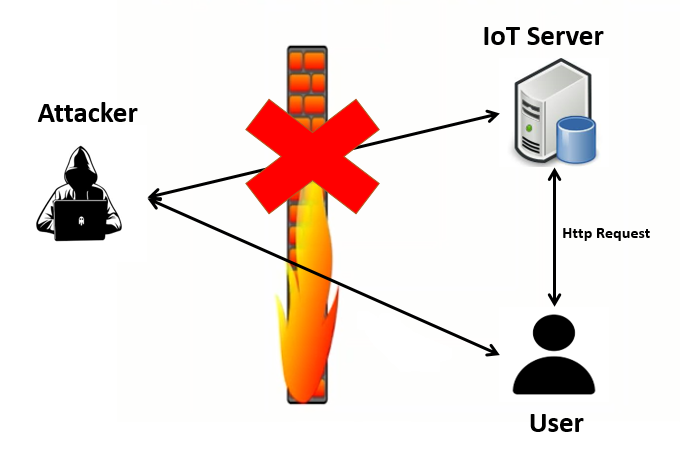 IoT Server
Attacker
Http Request
User